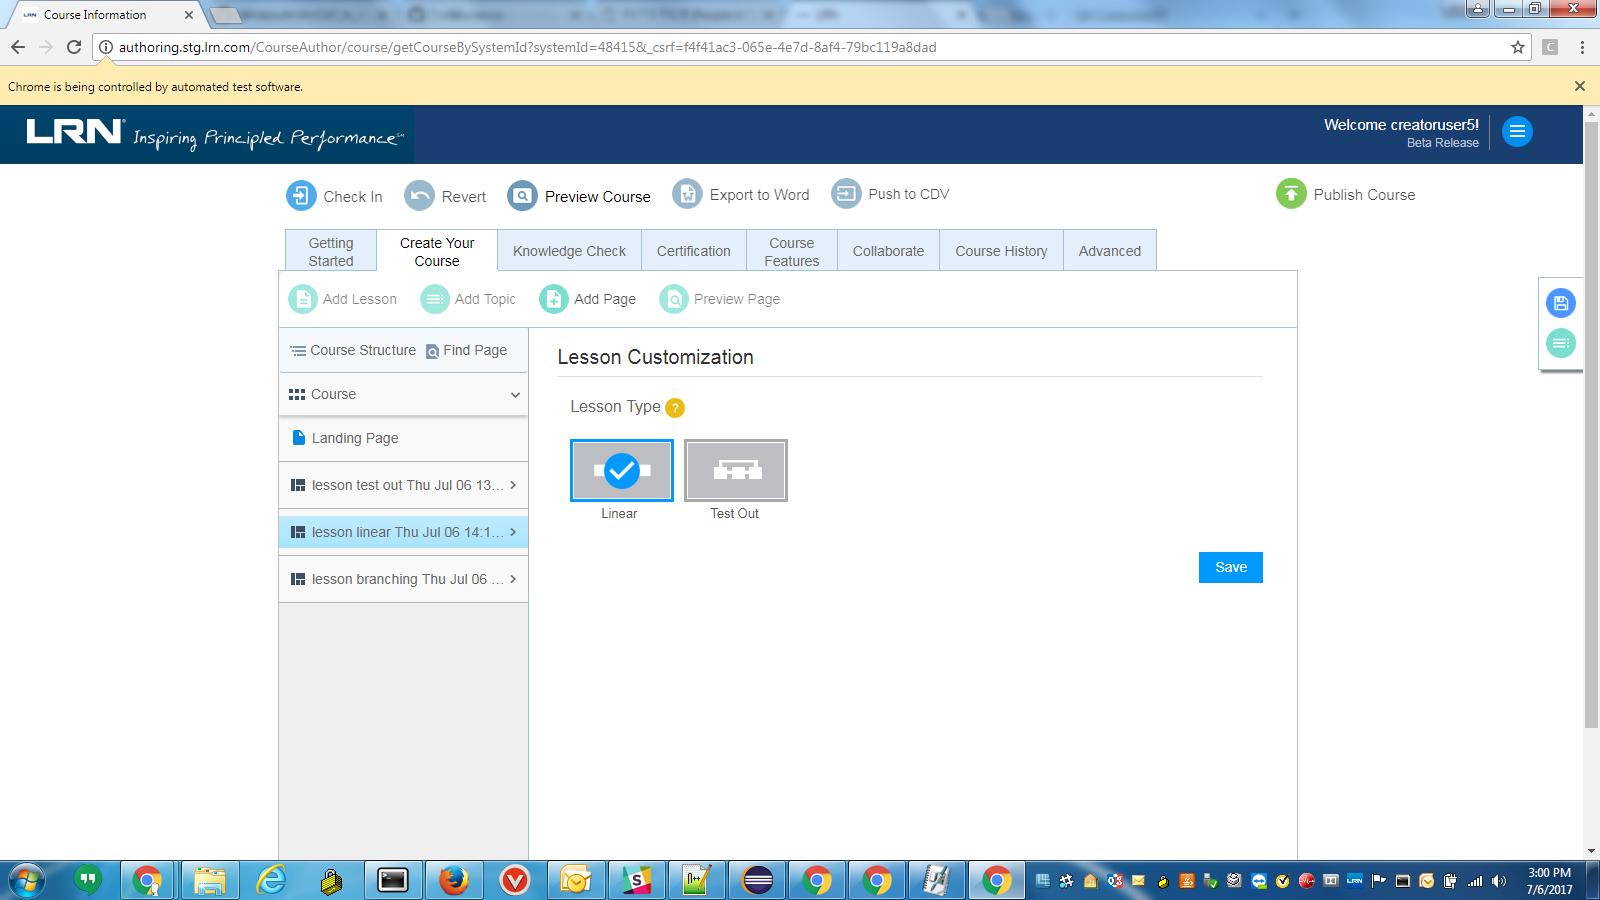 LRN Course Information
authoring.stg.lrn.com/CourseAuthor/course/getCourseBySystemId?systemId=48415&_csrf=f4f41ac3-065e-4e7d-8af4-79bc119a8dad
C
Chrome is being controlled by automated test software.
LRN Inspiring Principled Performance
Welcome creatoruser5!
Beta Release
Check In Revert Preview Course Export to Word Push to CDV Publish Course
Getting Started
Create Your Course
Knowledge Check
Certification
Course Features
Collaborate
Course History
Advanced
Add Lesson Add Topic Add Page Preview Page
Course Structure Find Page
Course
Landing Page
lesson test out Thu Jul 06 13...
lesson linear Thu Jul 06 14:1...
lesson branching Thu Jul 06 ...
Lesson Customization
Lesson Type ?
Linear Test Out
Save
3:00 PM
7/6/2017